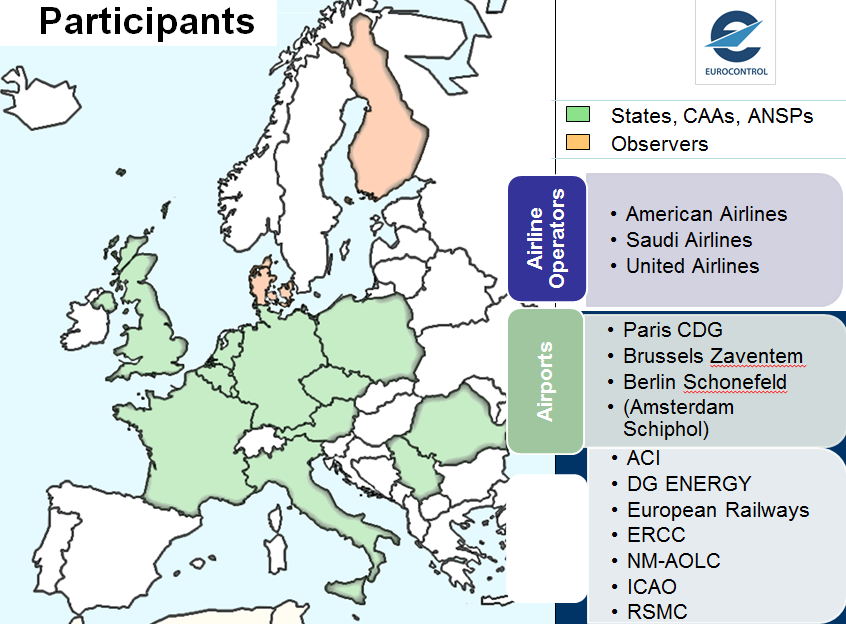 Participants
EUROCONTROL
States, CAAs, ANSPs
Observers
Airline
Operators
• American Airlines
• Saudi Airlines
• United Airlines
Airports
• Paris CDG
• Brussels Zaventem
• Berlin Schonefeld
• (Amsterdam
Schiphol)
• ACI
• DG ENERGY
• European Railways
• ERCC
• NM-AOLC
• ICAO
• RSMC